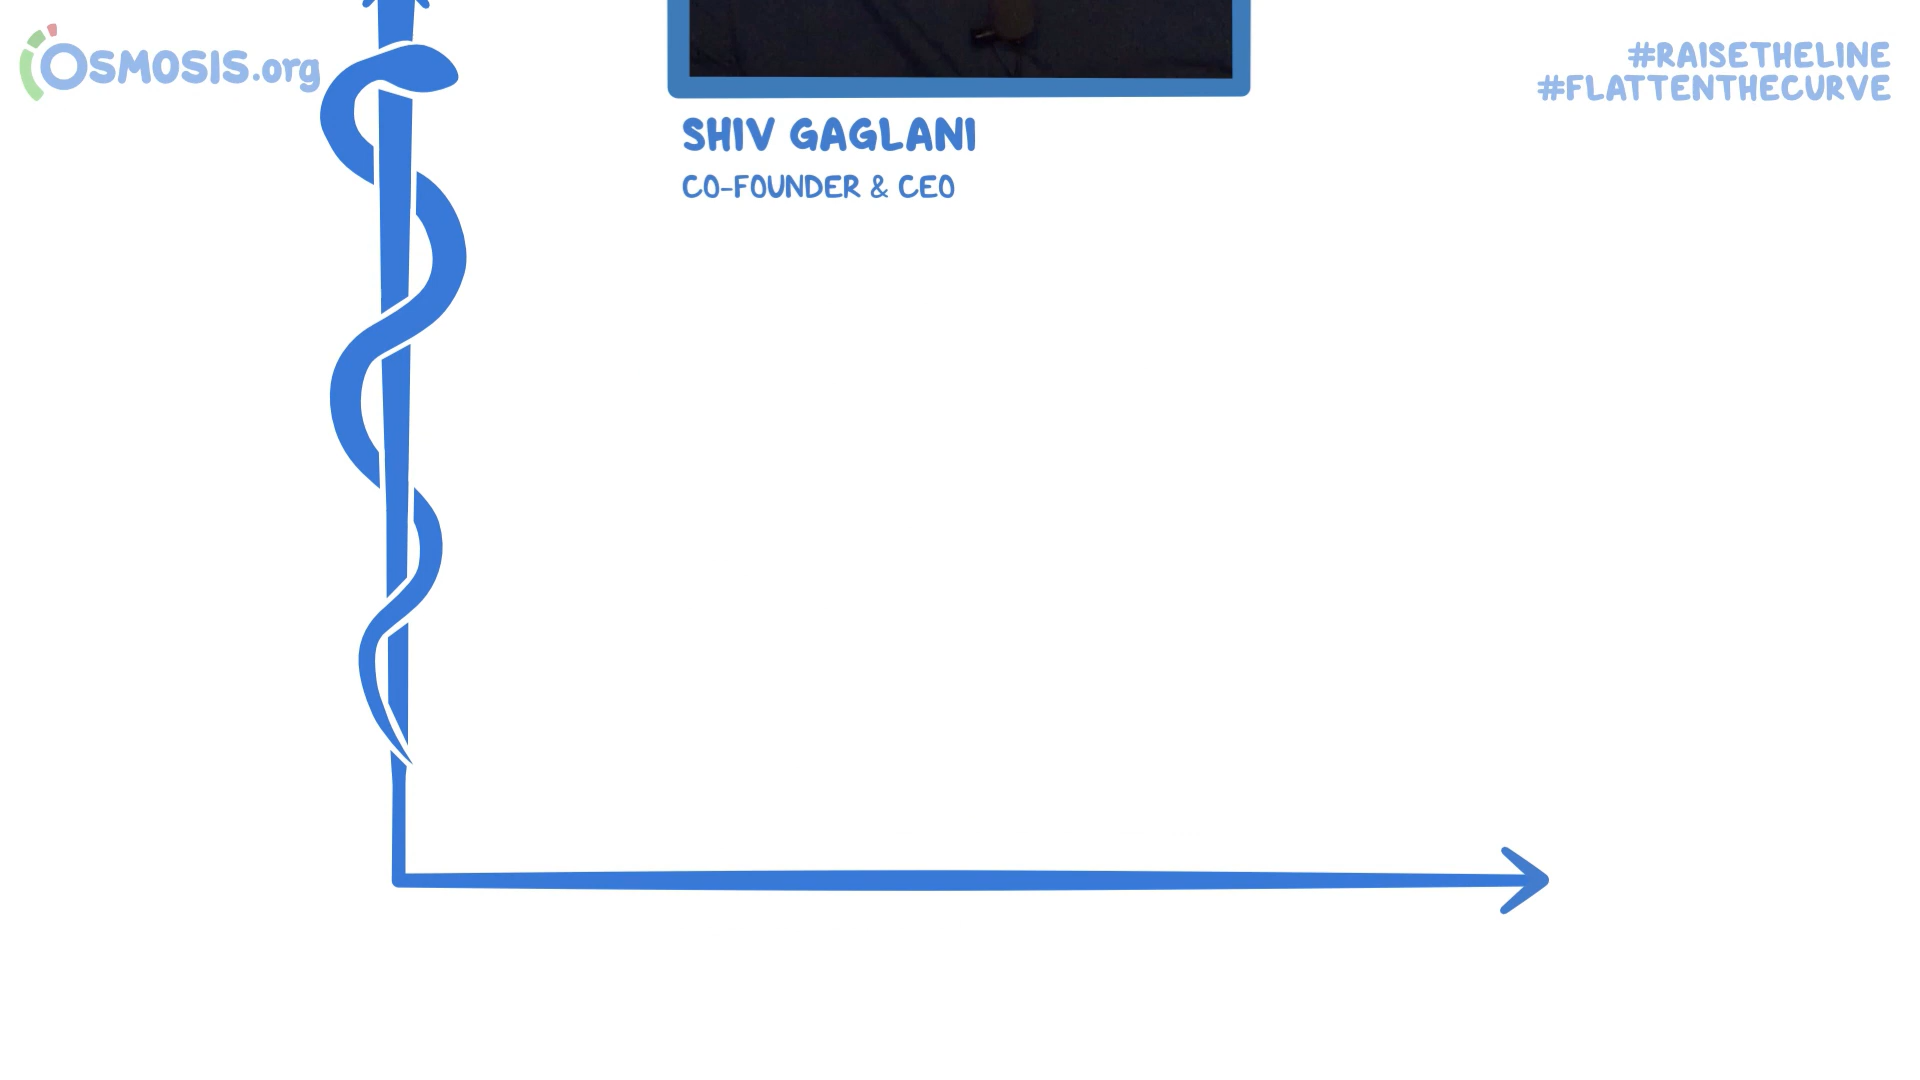 OSMOSIS.org
#RAISETHELINE
#FLATTENTHECURVE
SHIV GAGLANI
CO-FOUNDER & CEO